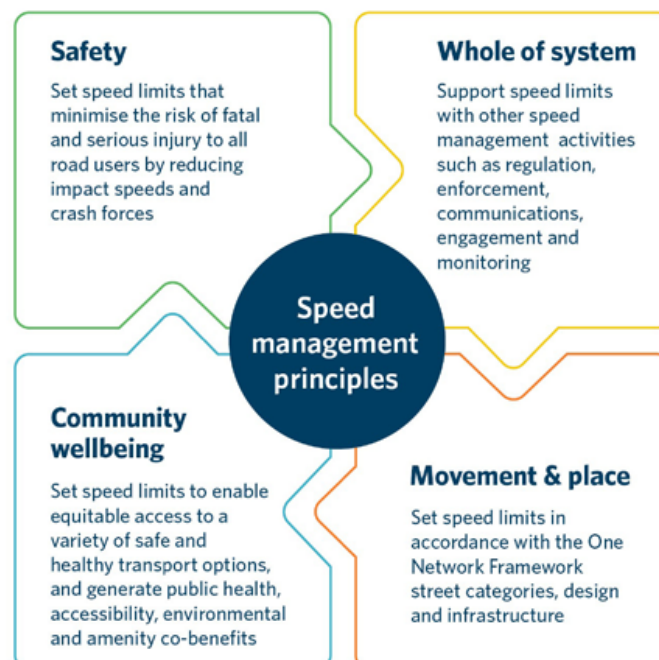 Safety
Set speed limits that
minimise the risk of fatal
and serious injury to all
road users by reducing
impact speeds and
crash forces
Whole of system
Support speed limits
with other speed
management activities
such as regulation,
enforcement,
communications,
engagement and
monitoring
Speed
management
principles
Community
wellbeing
Set speed limits to enable
equitable access to a
variety of safe and
healthy transport options,
and generate public health,
accessibility, environmental
and amenity co-benefits
Movement & place
Set speed limits in
accordance with the One
Network Framework
street categories, design
and infrastructure